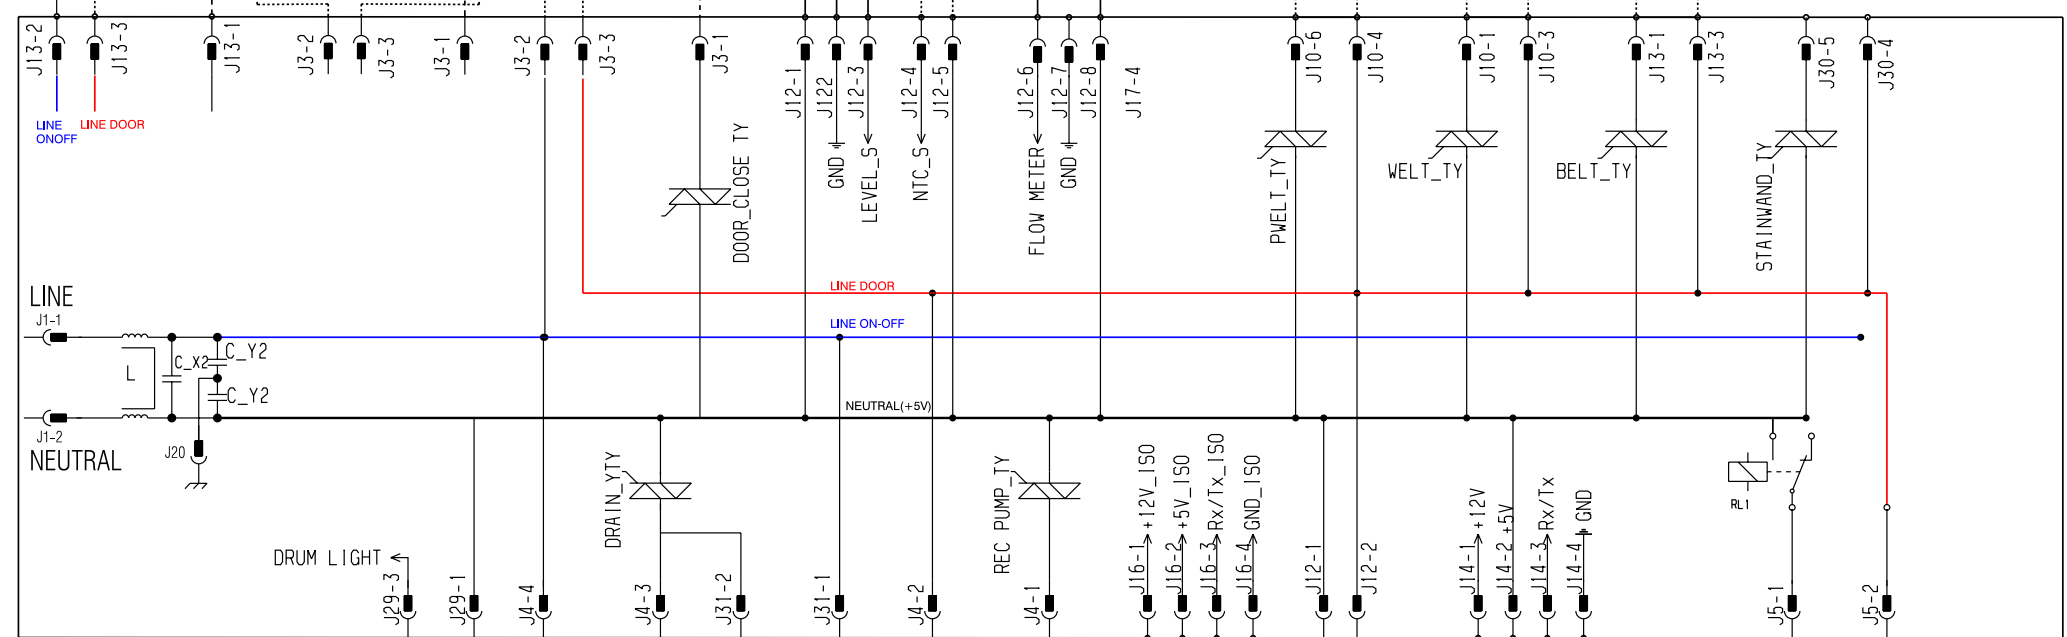 J13-2
J13-3
J13-1
J3-2
J3-3
J3-1
J3-2
J3-3
J3-1
J12-1
J122
J12-3
J12-4
J12-5
J12-6
J12-7
J12-8
J17-4
J10-6
J10-4
J10-1
J10-3
J13-1
J13-3
J30-5
J30-4
LINE
ONOFF
LINE DOOR
DOOR_CLOSE TY
GND
LEVEL_S
NTC_S
FLOW METER
GND
PWELT_TY
WELT_TY
BELT_TY
STAINWAND_TY
LINE DOOR
LINE ON-OFF
NEUTRAL(+5V)
LINE
J1-1
L
C_X2
C_Y2
C_Y2
J1-2
NEUTRAL
J20
DRUM LIGHT
DRAIN_YTY
REC PUMP_TY
+12V_ISO
+5V_ISO
Rx/Tx_ISO
GND_ISO
+12V
+5V
Rx/Tx
GND
RL1
J29-3
J29-1
J4-4
J4-3
J31-2
J31-1
J4-2
J4-1
J16-1
J16-2
J16-3
J16-4
J12-1
J12-2
J14-1
J14-2
J14-3
J14-4
J5-1
J5-2